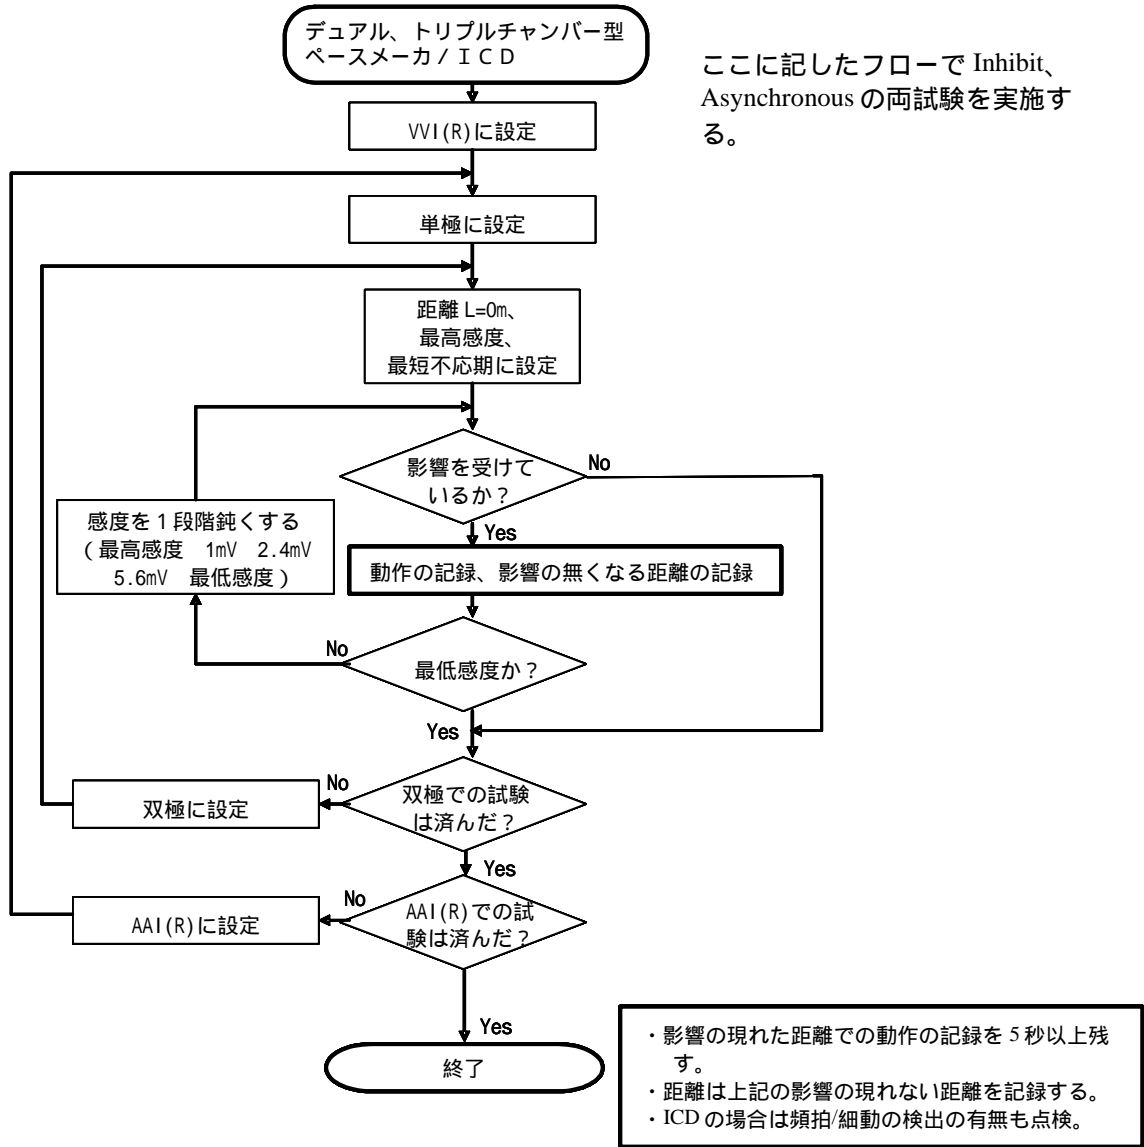 デュアル、トリプルチャンバー型
ペースメーカ/ICD
ここに記したフローで Inhibit、
Asynchronous の両試験を実施す
る。
VVI(R)に設定
単極に設定
距離 L=0m、
最高感度、
最短不応期に設定
影響を受けて
いるか?
No
Yes
感度を1段階鈍くする
(最高感度 1mV 2.4mV
5.6mV 最低感度)
動作の記録、影響の無くなる距離の記録
No
最低感度か?
Yes
No
双極に設定
双極での試験
は済んだ?
Yes
No
AAI(R)に設定
AAI(R)での試
験は済んだ?
Yes
終了
・影響の現れた距離での動作の記録を 5 秒以上残
す。
・距離は上記の影響の現れない距離を記録する。
・ICD の場合は頻拍/細動の検出の有無も点検。